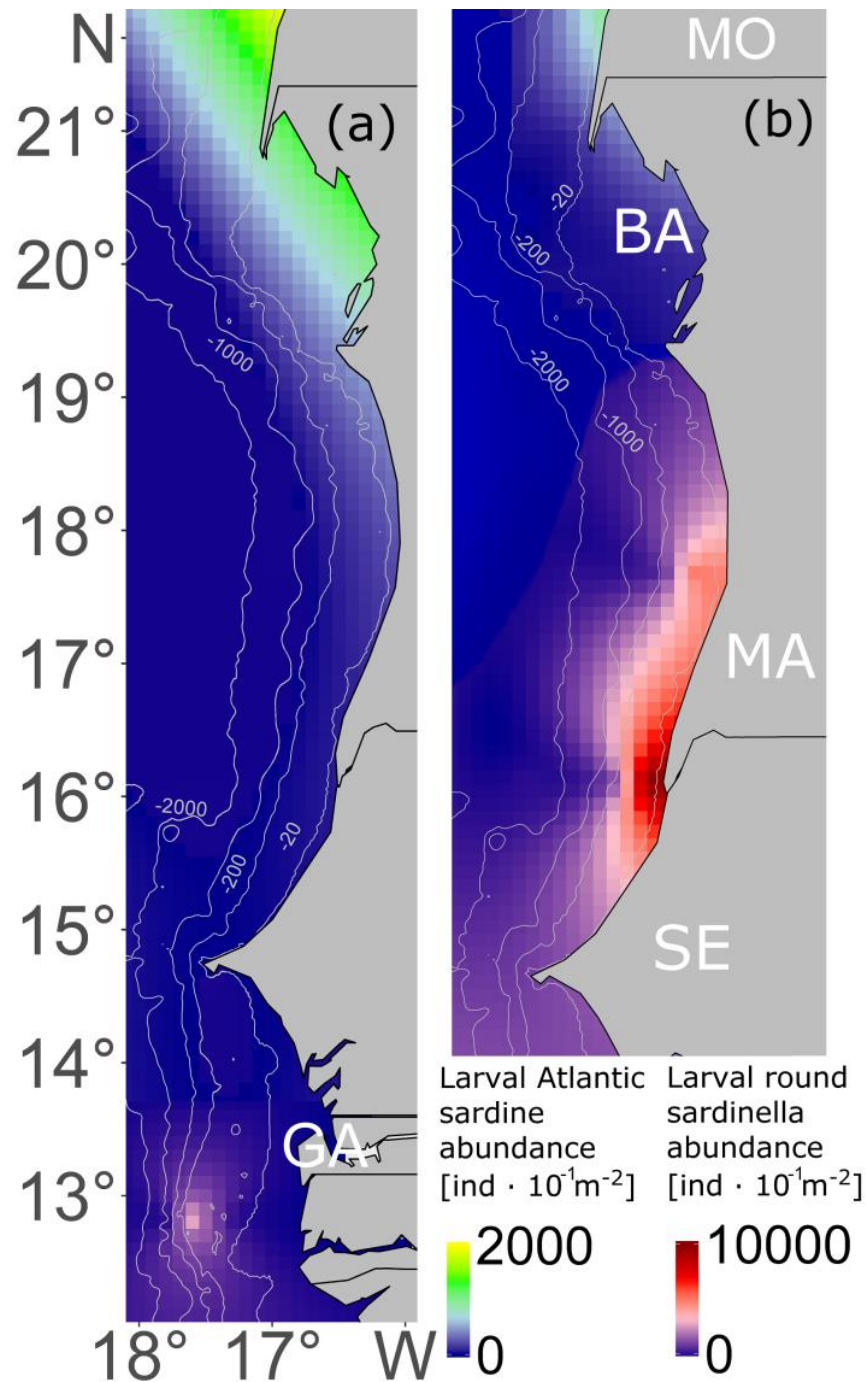 N
21°
20°
19°
18°
17°
16°
15°
14°
13°
18° 17° W
(a)
-1000
-2000
-200
-20
GA
MO
(b)
-20
-200
BA
-2000
-1000
MA
SE
Larval Atlantic
sardine
abundance
[ind · 10⁻¹m⁻²]
2000
0
Larval round
sardinella
abundance
[ind · 10⁻¹m⁻²]
10000
0